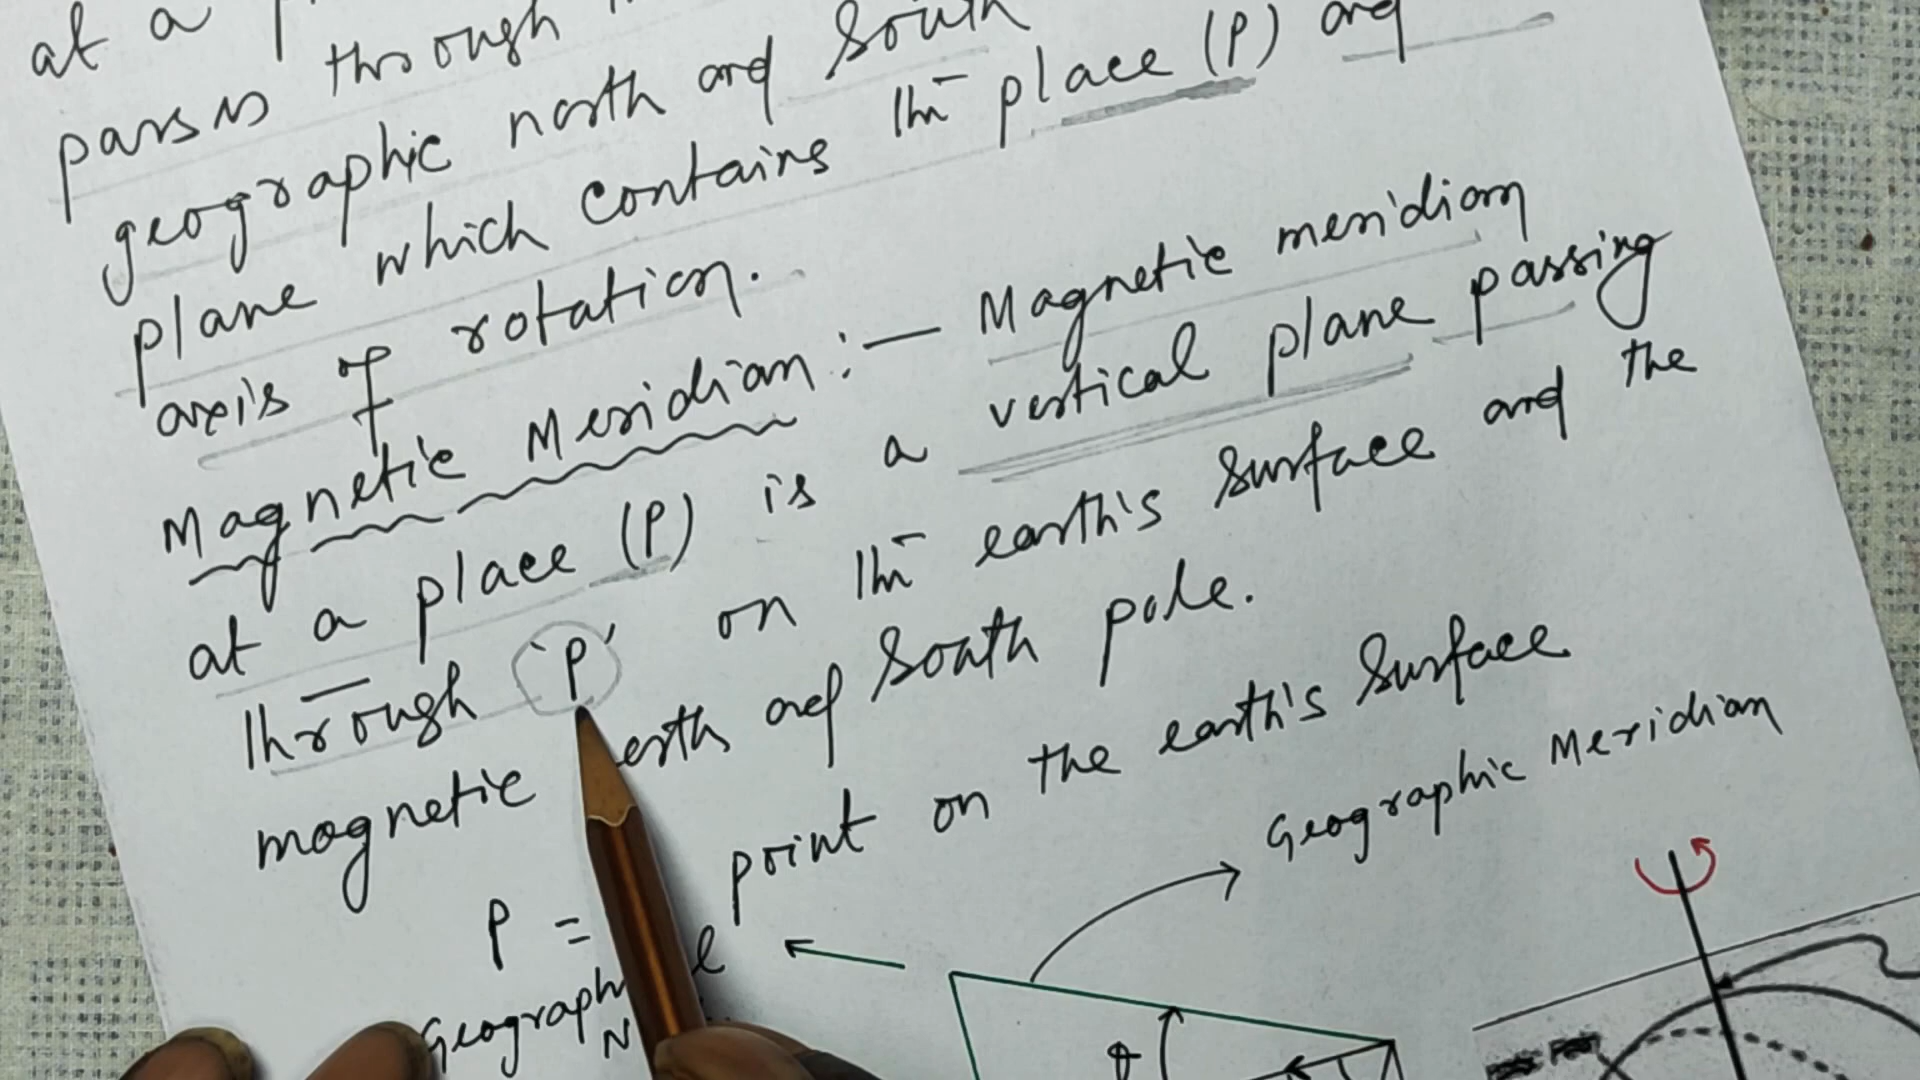 at a
passes through
geographic north and south
plane which contains the place (P) and
axis of rotation.
Magnetic Meridian :- Magnetic meridian
at a place (P) is a vertical plane passing
through 'P' on the earth's surface and the
magnetic and south pole.
P = point on the earth's surface
Geographic Meridian
N